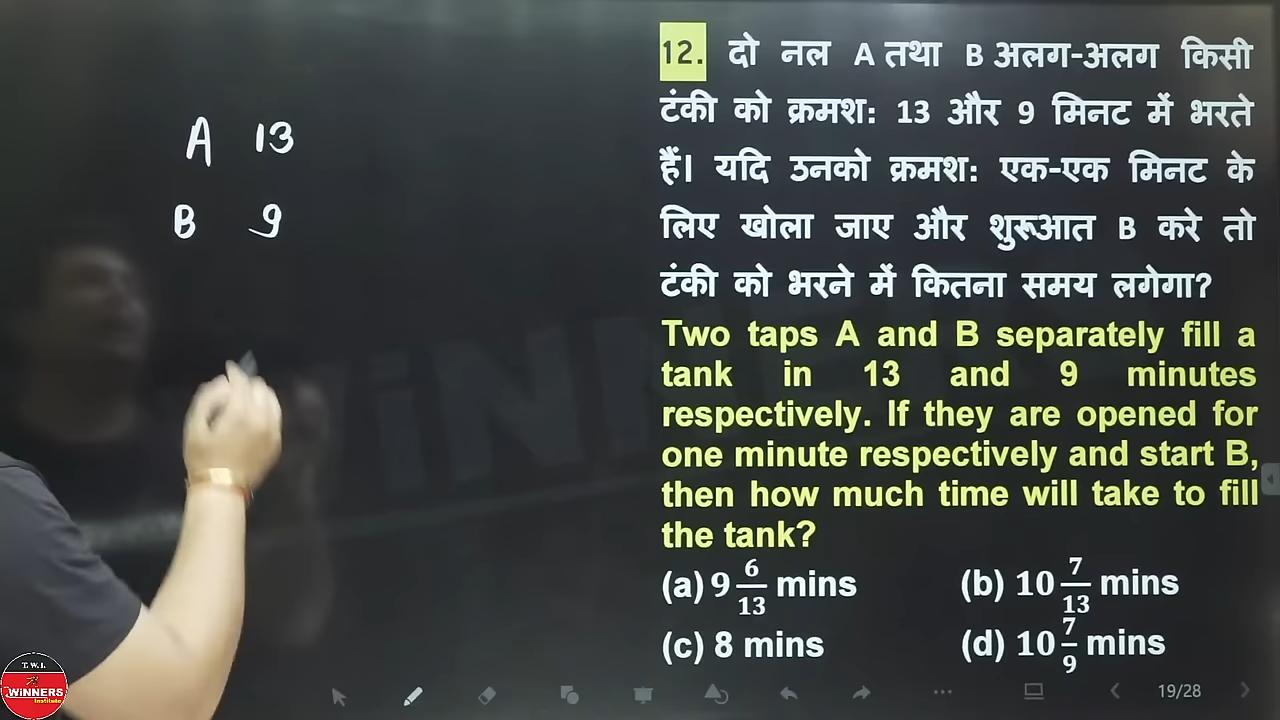 A 13
B 9
12. दो नल A तथा B अलग-अलग किसी
टंकी को क्रमश: 13 और 9 मिनट में भरते
हैं। यदि उनको क्रमश: एक-एक मिनट के
लिए खोला जाए और शुरूआत B करे तो
टंकी को भरने में कितना समय लगेगा?
Two taps A and B separately fill a
tank in 13 and 9 minutes
respectively. If they are opened for
one minute respectively and start B,
then how much time will take to fill
the tank?
(a) 9 6/13 mins (b) 10 7/13 mins
(c) 8 mins (d) 10 7/9 mins
T.W.I.
WiNNERS
Institute
19/28